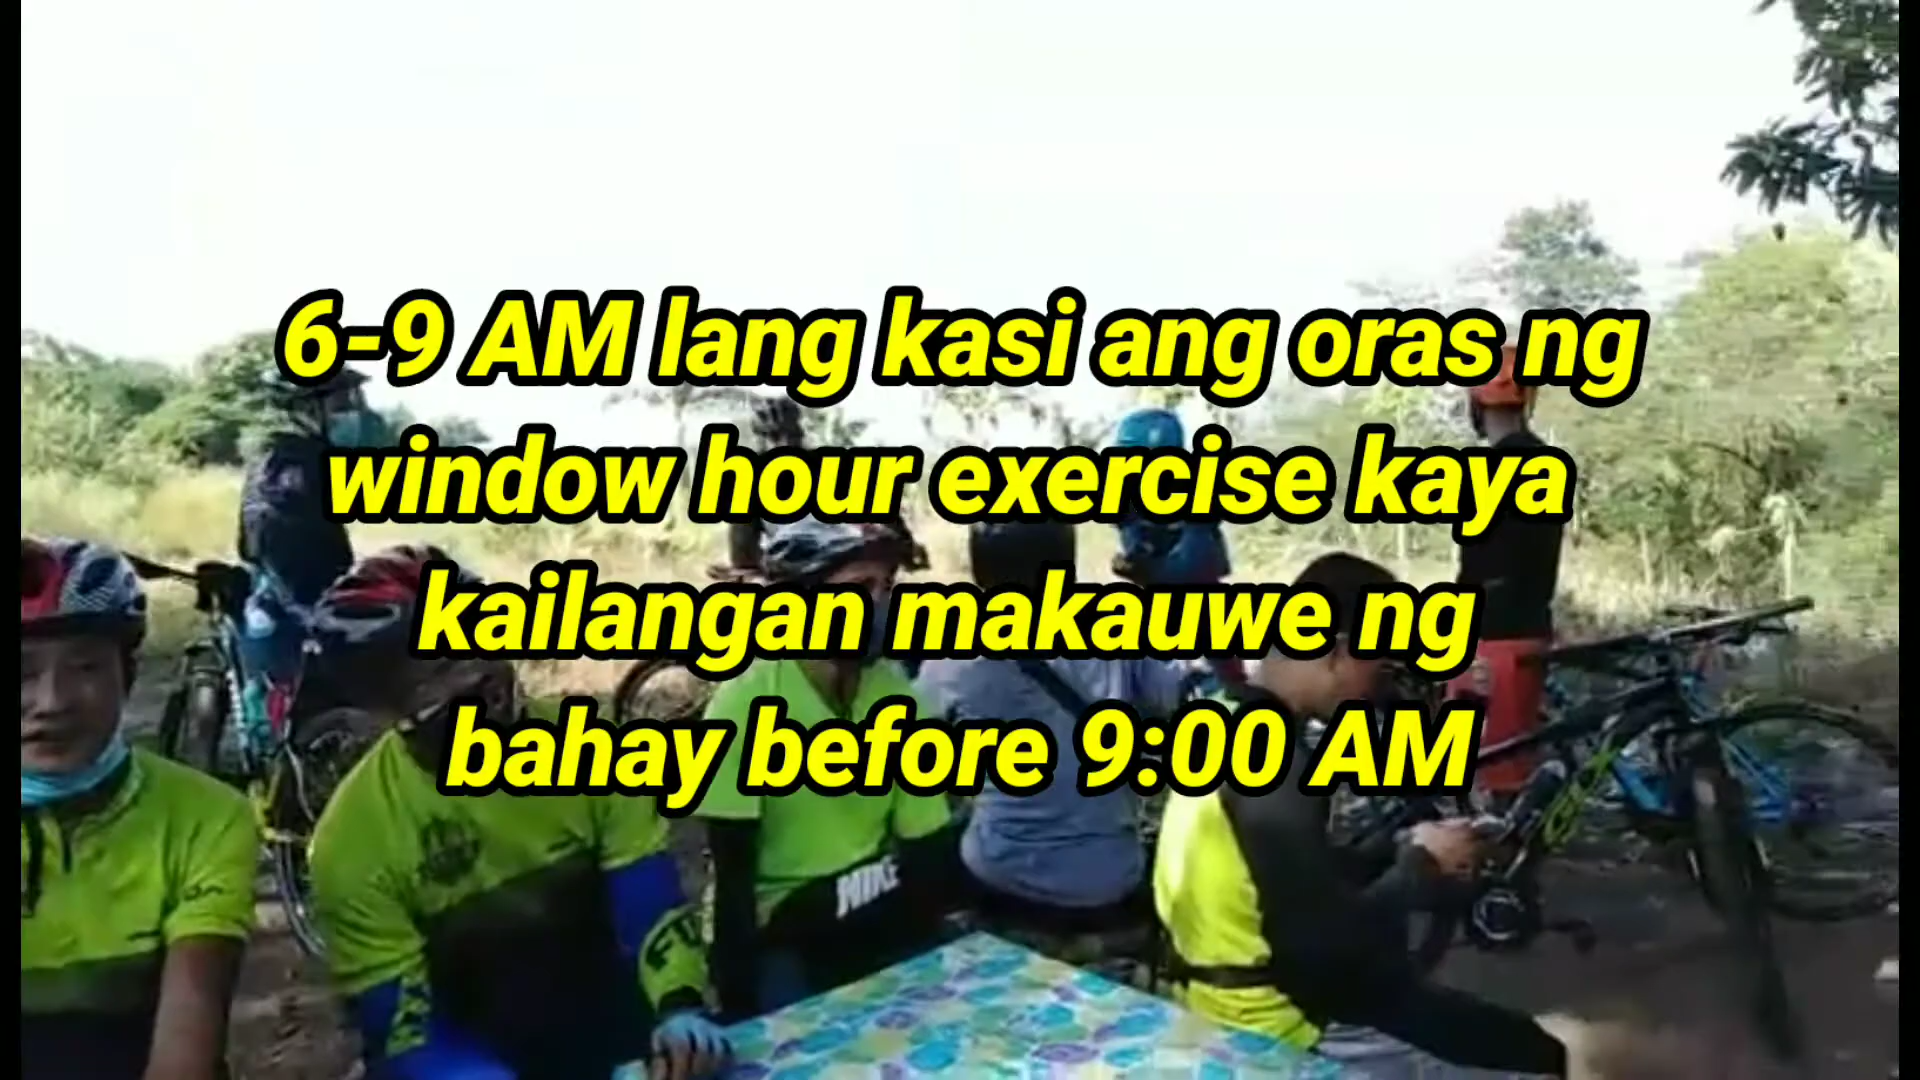 6-9 AM lang kasi ang oras ng
window hour exercise kaya
kailangan makauwe ng
bahay before 9:00 AM
NIKE